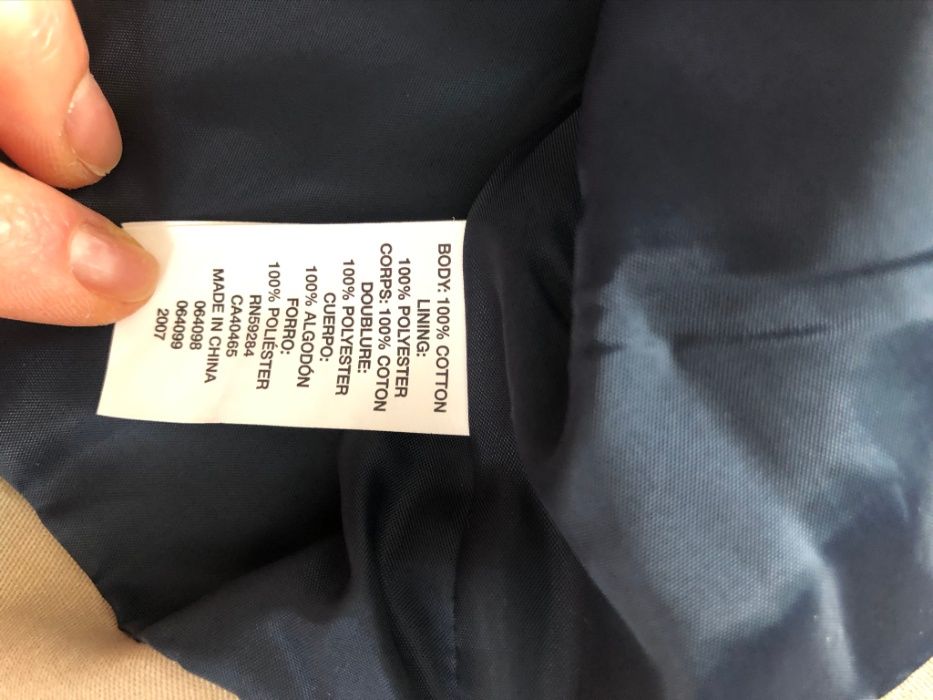 BODY: 100% COTTON
LINING:
100% POLYESTER
CORPS: 100% COTON
DOUBLURE:
100% POLYESTER
CUERPO:
100% ALGODÓN
FORRO:
100% POLIÉSTER
RN59284
CA40465
MADE IN CHINA
064098
064099
2007